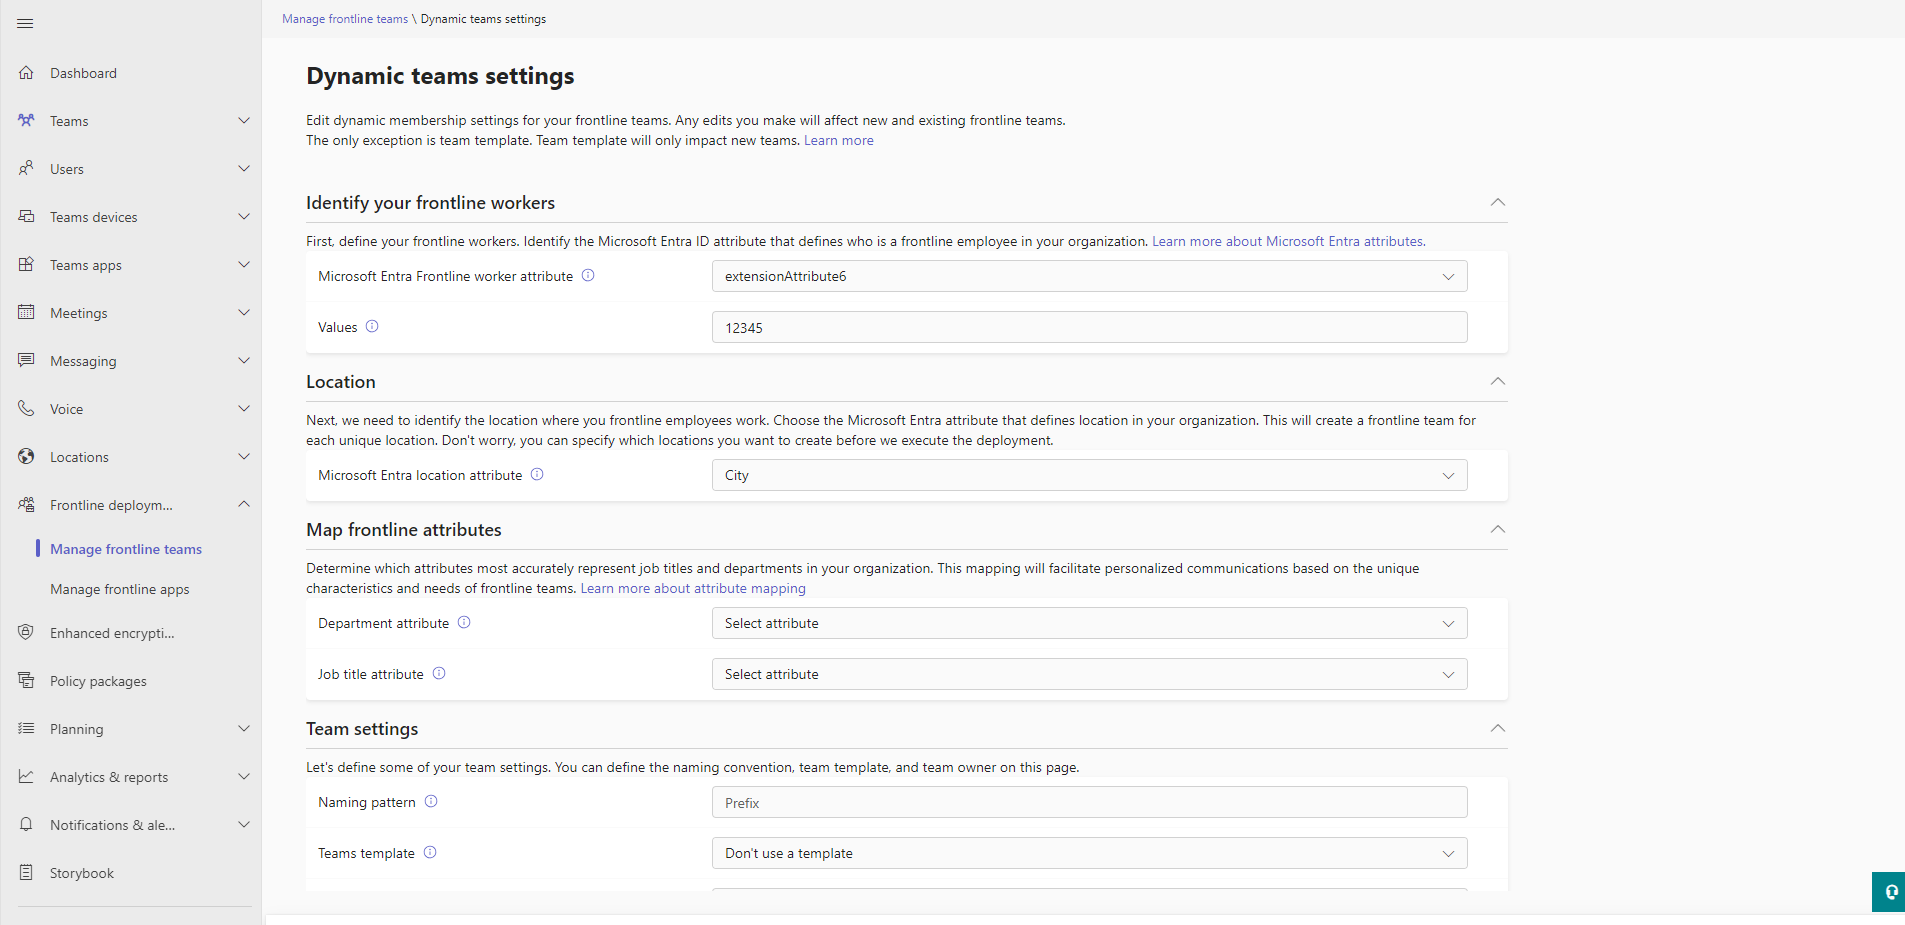 Manage frontline teams \ Dynamic teams settings
Dashboard
Teams
Users
Teams devices
Teams apps
Meetings
Messaging
Voice
Locations
Frontline deploym...
Manage frontline teams
Manage frontline apps
Enhanced encrypti...
Policy packages
Planning
Analytics & reports
Notifications & ale...
Storybook
Dynamic teams settings
Edit dynamic membership settings for your frontline teams. Any edits you make will affect new and existing frontline teams.
The only exception is team template. Team template will only impact new teams. Learn more
Identify your frontline workers
First, define your frontline workers. Identify the Microsoft Entra ID attribute that defines who is a frontline employee in your organization. Learn more about Microsoft Entra attributes.
Microsoft Entra Frontline worker attribute
extensionAttribute6
Values
12345
Location
Next, we need to identify the location where you frontline employees work. Choose the Microsoft Entra attribute that defines location in your organization. This will create a frontline team for
each unique location. Don't worry, you can specify which locations you want to create before we execute the deployment.
Microsoft Entra location attribute
City
Map frontline attributes
Determine which attributes most accurately represent job titles and departments in your organization. This mapping will facilitate personalized communications based on the unique
characteristics and needs of frontline teams. Learn more about attribute mapping
Department attribute
Select attribute
Job title attribute
Select attribute
Team settings
Let's define some of your team settings. You can define the naming convention, team template, and team owner on this page.
Naming pattern
Prefix
Teams template
Don't use a template